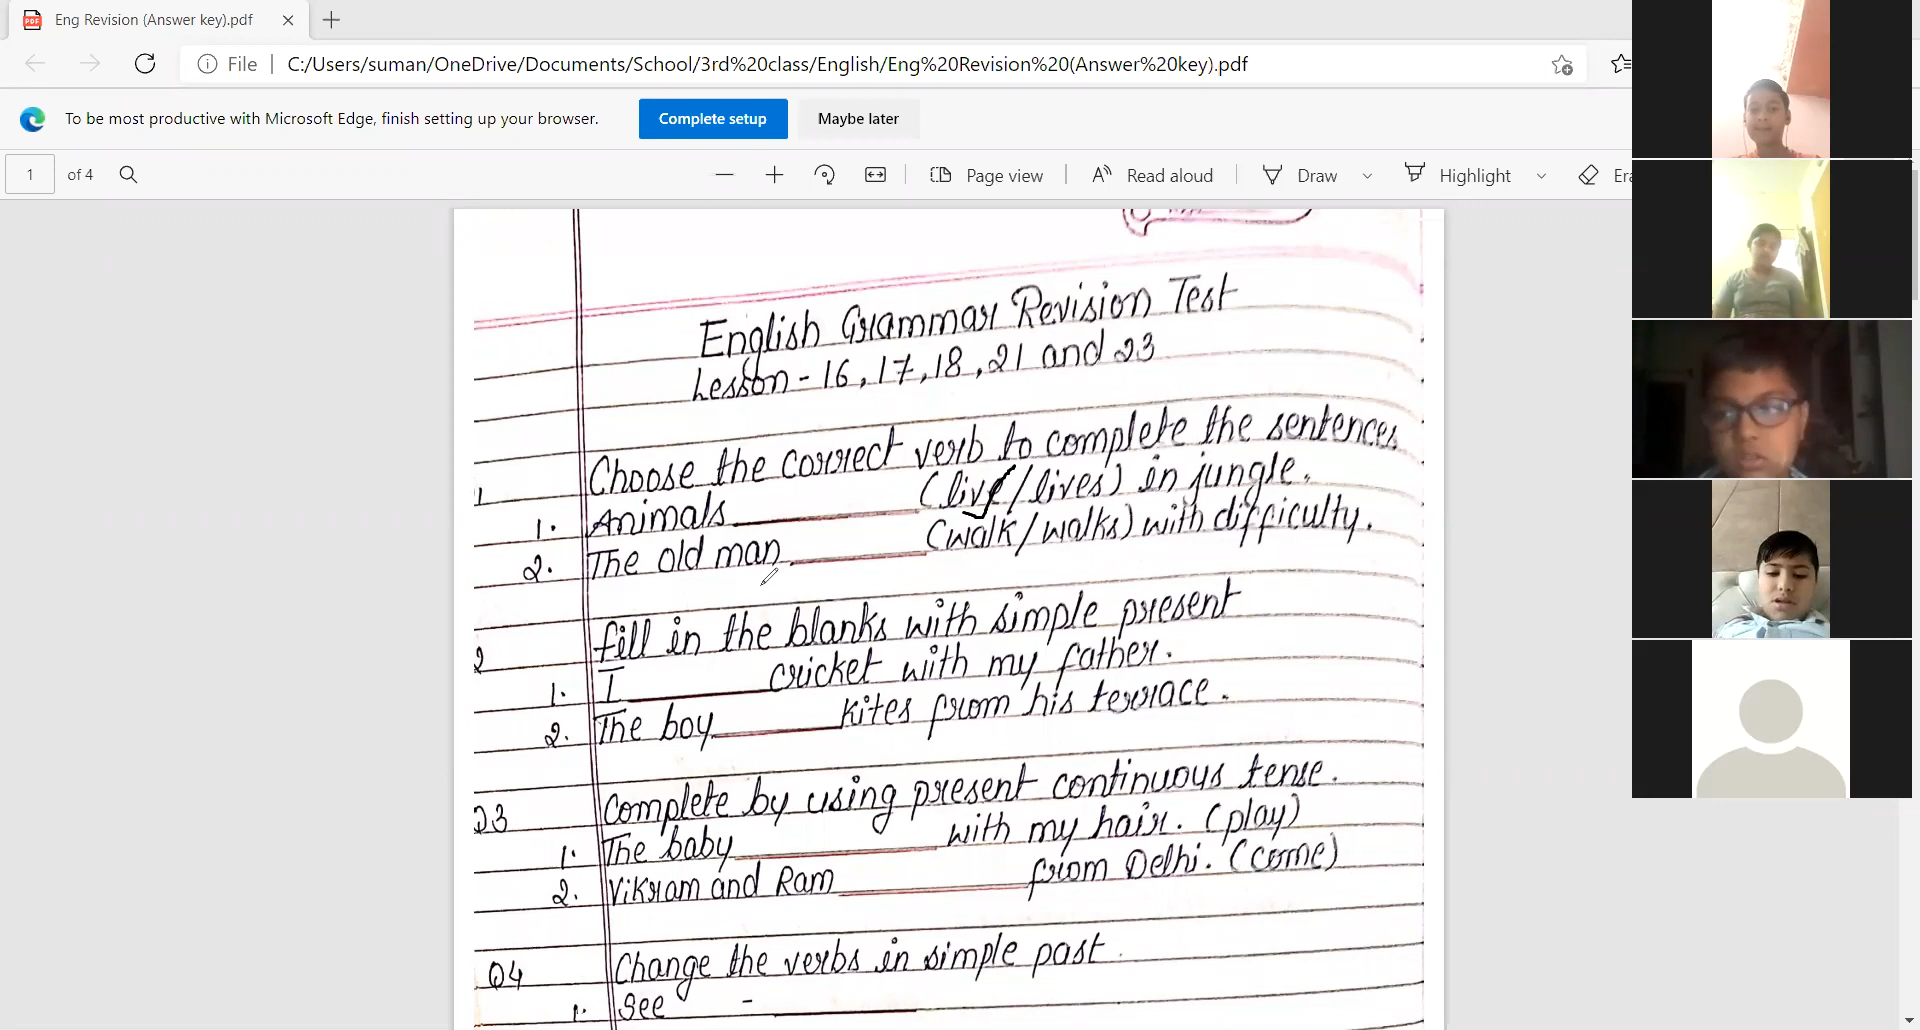 Eng Revision (Answer key).pdf
File
C:/Users/suman/OneDrive/Documents/School/3rd%20class/English/Eng%20Revision%20(Answer%20key).pdf
To be most productive with Microsoft Edge, finish setting up your browser.
Complete setup
Maybe later
1 of 4
Page view
Read aloud
Draw
Highlight
Era
English Grammar Revision Test
Lesson - 16, 17, 18, 21 and 23
1 Choose the correct verb to complete the sentences
1. Animals ______ (live/lives) in jungle.
2. The old man ______ (walk/walks) with difficulty.
2 Fill in the blanks with simple present
1. I ______ cricket with my father.
2. The boy ______ kites from his terrace.
Q3 Complete by using present continuous tense.
1. The baby ______ with my hair. (play)
2. Vikram and Ram ______ from Delhi. (come)
Q4 Change the verbs in simple past.
1. See - ______